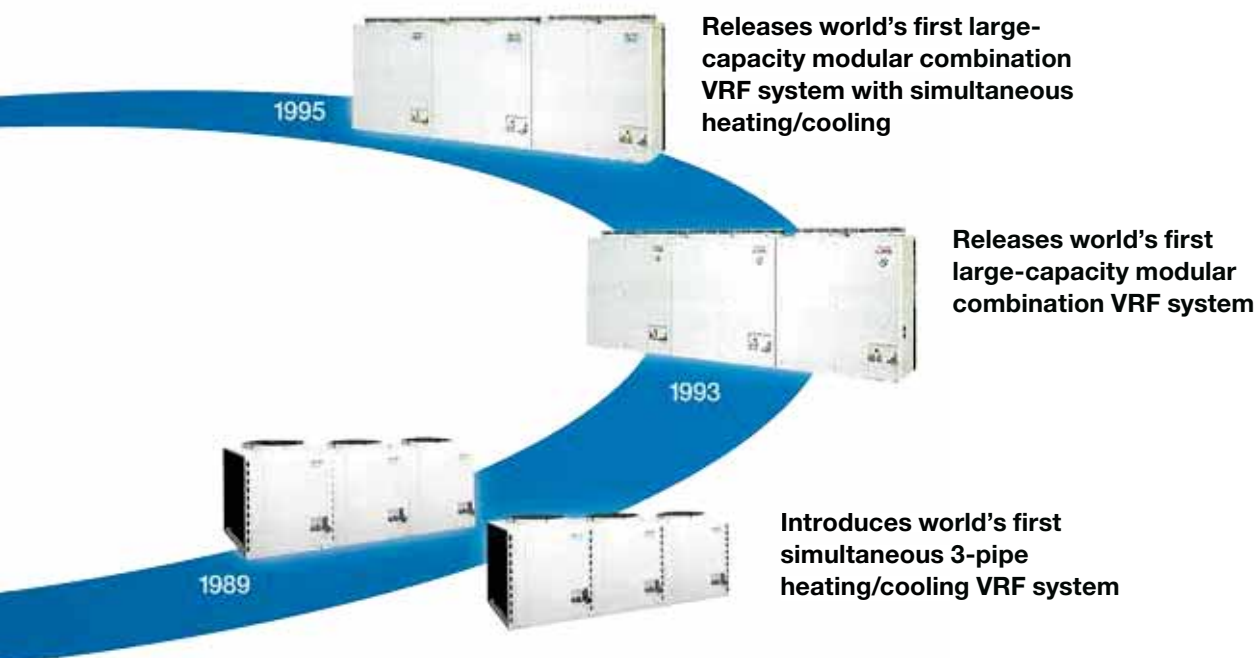 Releases world's first large-
capacity modular combination
VRF system with simultaneous
heating/cooling
1995
Releases world's first
large-capacity modular
combination VRF system
1993
Introduces world's first
simultaneous 3-pipe
heating/cooling VRF system
1989